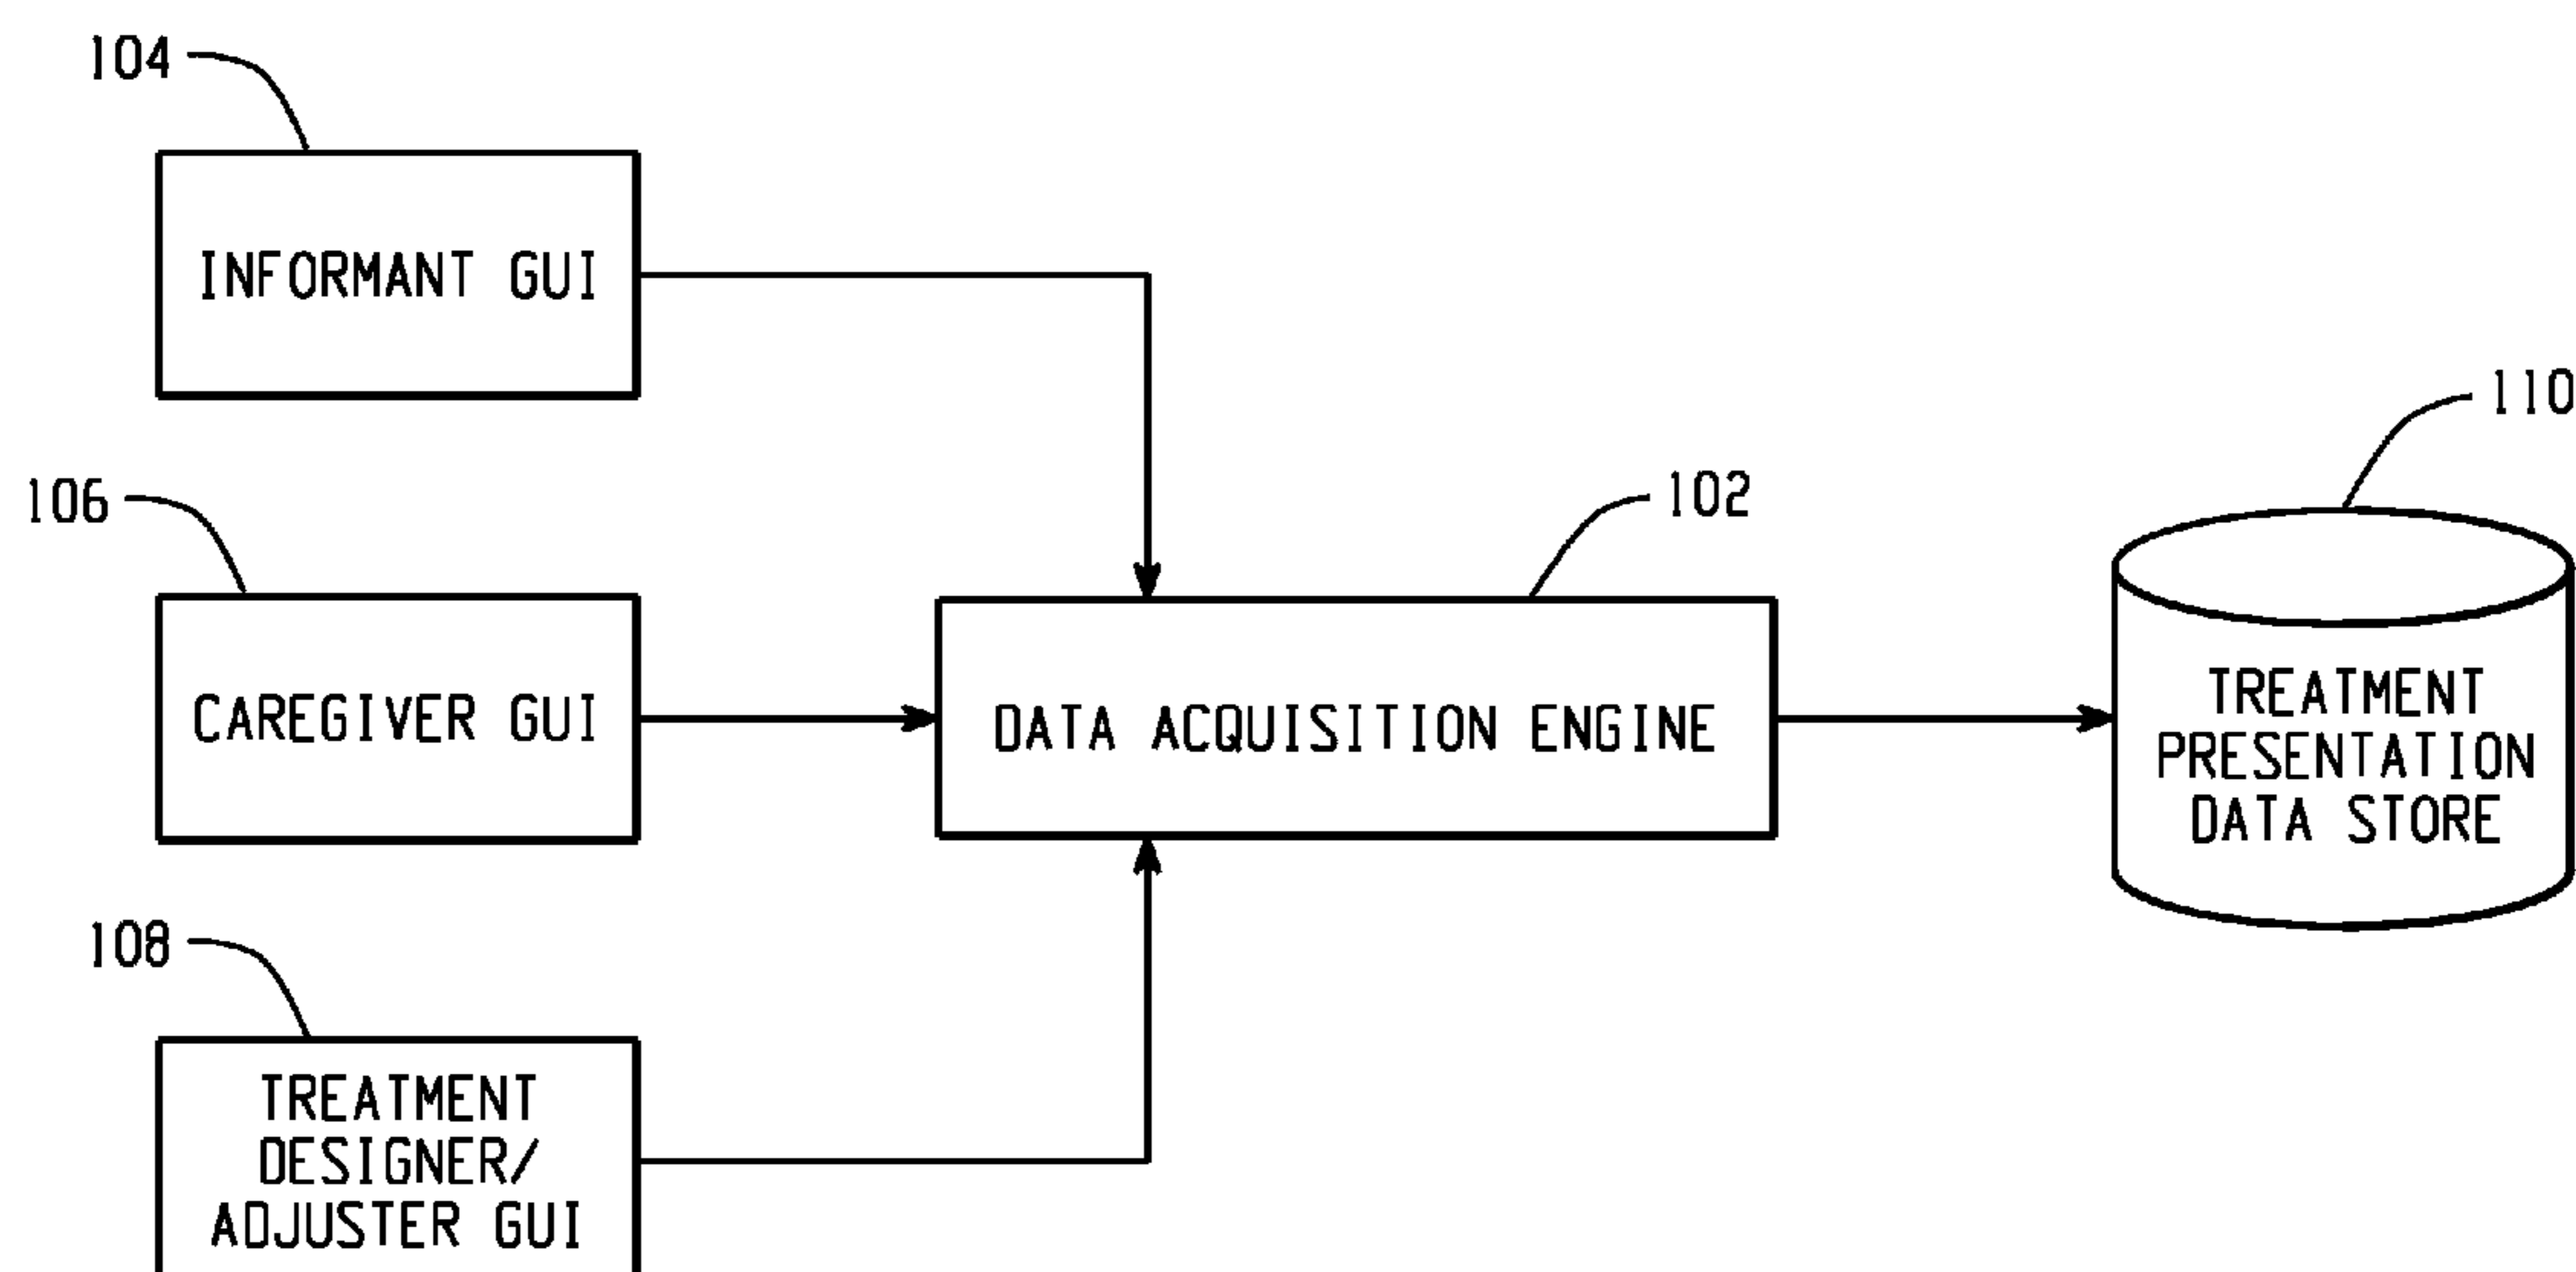 104
INFORMANT GUI
110
106
102
CAREGIVER GUI
DATA ACQUISITION ENGINE
TREATMENT
PRESENTATION
DATA STORE
108
TREATMENT
DESIGNER/
ADJUSTER GUI